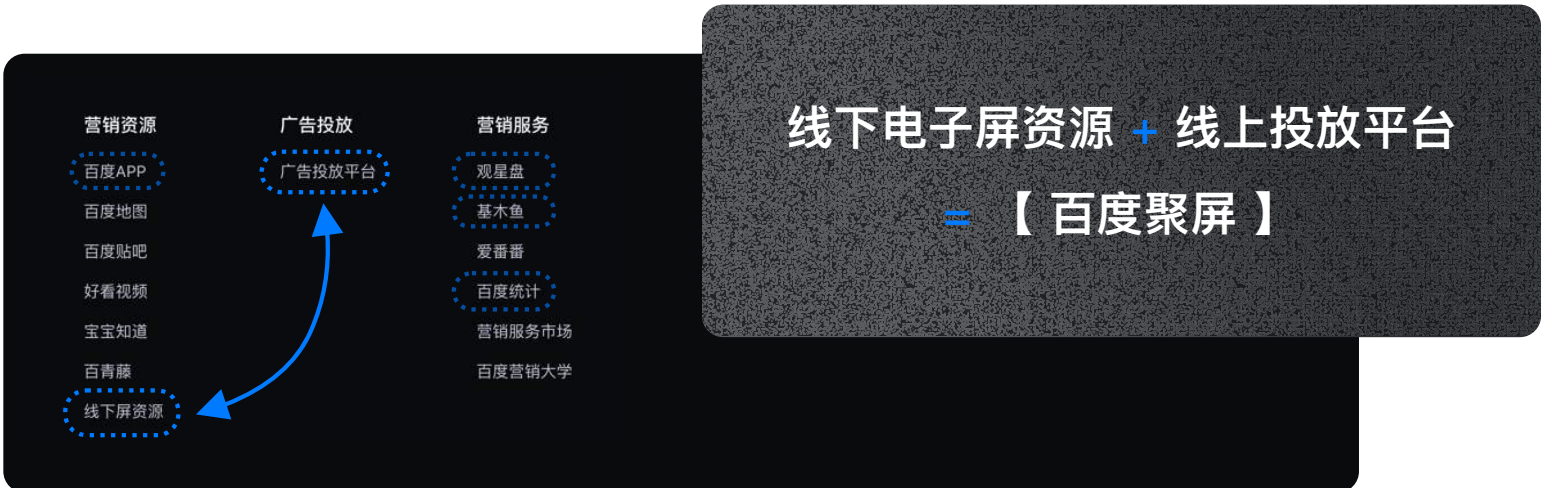 营销资源
百度APP
百度地图
百度贴吧
好看视频
宝宝知道
百青藤
线下屏资源
广告投放
广告投放平台
营销服务
观星盘
基木鱼
爱番番
百度统计
营销服务市场
百度营销大学
线下电子屏资源 + 线上投放平台
= 【 百度聚屏 】